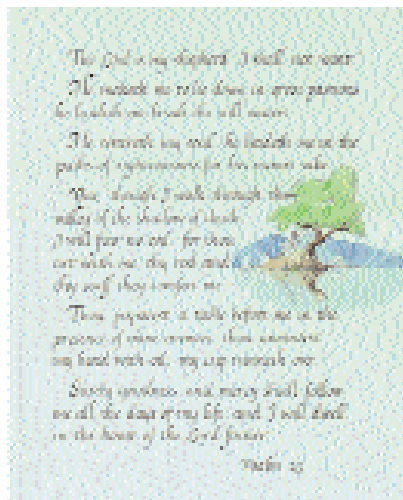 The Lord is my shepherd I shall not want
He maketh me to lie down in green pastures
he leadeth me beside the still waters
He restoreth my soul he leadeth me in the
paths of righteousness for his name's sake
Yea, though I walk through the
valley of the shadow of death
I will fear no evil for thou
art with me thy rod and
thy staff they comfort me
Thou preparest a table before me in the
presence of mine enemies thou anointest
my head with oil, my cup runneth over
Surely goodness and mercy shall follow
me all the days of my life and I will dwell
in the house of the Lord forever
Psalm 23